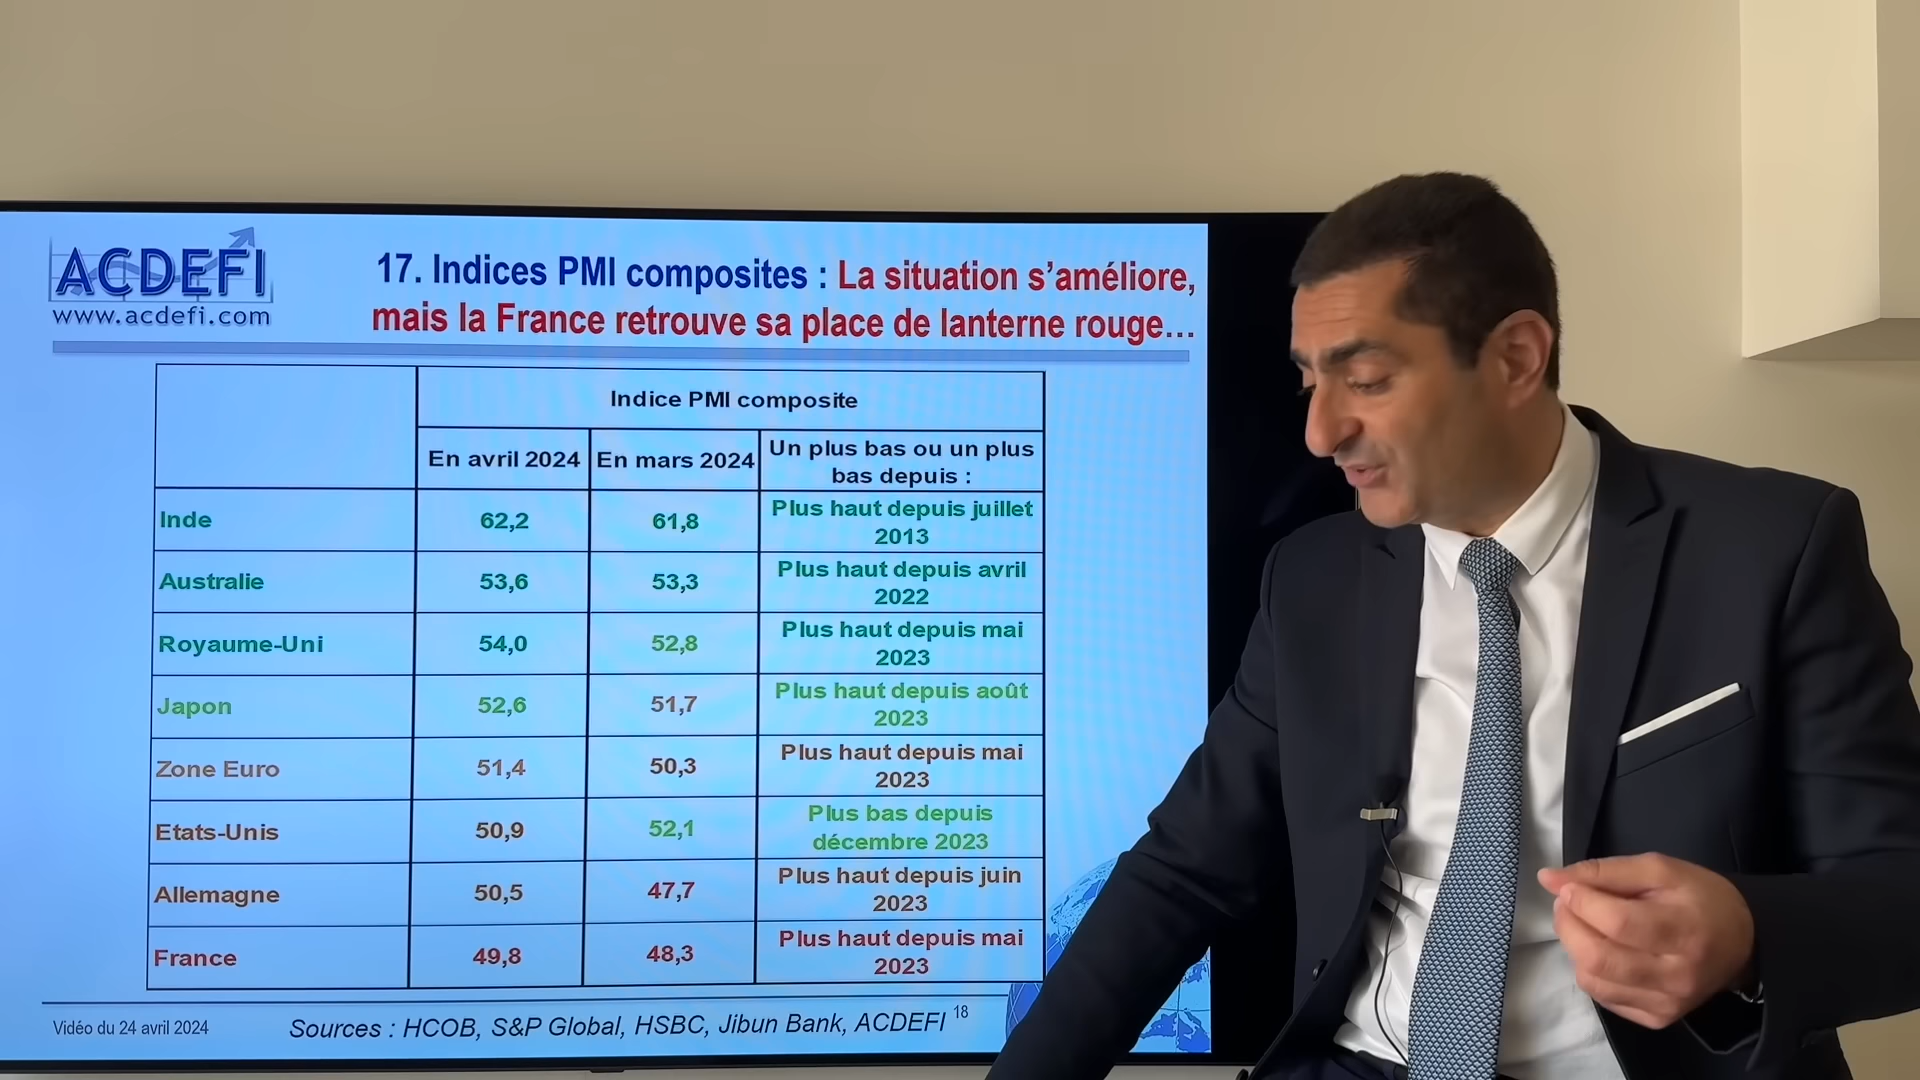 ACDEFI
www.acdefi.com
17. Indices PMI composites : La situation s’améliore,
mais la France retrouve sa place de lanterne rouge…
Indice PMI composite
En avril 2024 En mars 2024 Un plus bas ou un plus
bas depuis :
Inde 62,2 61,8 Plus haut depuis juillet
2013
Australie 53,6 53,3 Plus haut depuis avril
2022
Royaume-Uni 54,0 52,8 Plus haut depuis mai
2023
Japon 52,6 51,7 Plus haut depuis août
2023
Zone Euro 51,4 50,3 Plus haut depuis mai
2023
Etats-Unis 50,9 52,1 Plus bas depuis
décembre 2023
Allemagne 50,5 47,7 Plus haut depuis juin
2023
France 49,8 48,3 Plus haut depuis mai
2023
Vidéo du 24 avril 2024 Sources : HCOB, S&P Global, HSBC, Jibun Bank, ACDEFI 18